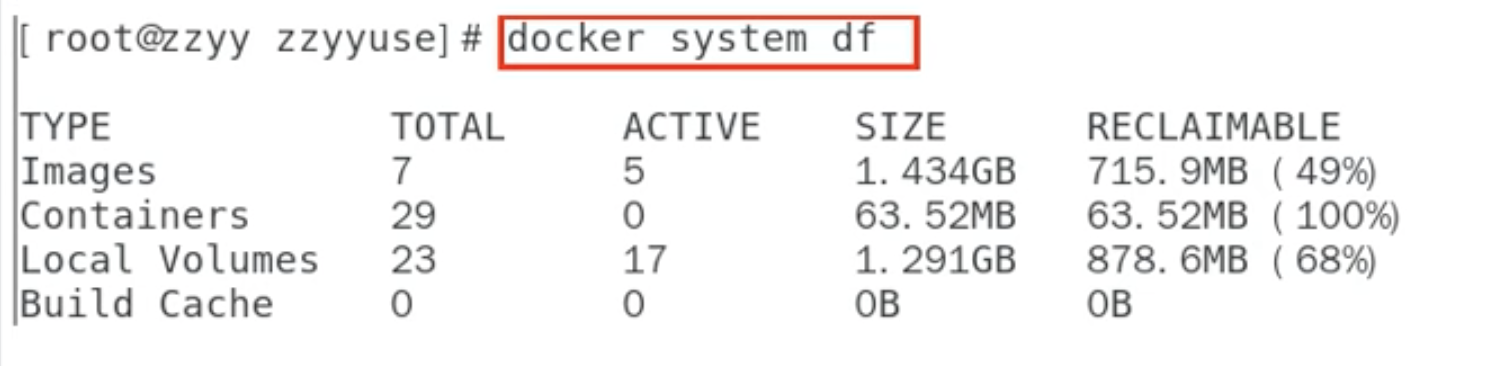 [root@zzyy zzyyuse]# docker system df
TYPE TOTAL ACTIVE SIZE RECLAIMABLE
Images 7 5 1.434GB 715.9MB (49%)
Containers 29 0 63.52MB 63.52MB (100%)
Local Volumes 23 17 1.291GB 878.6MB (68%)
Build Cache 0 0 0B 0B